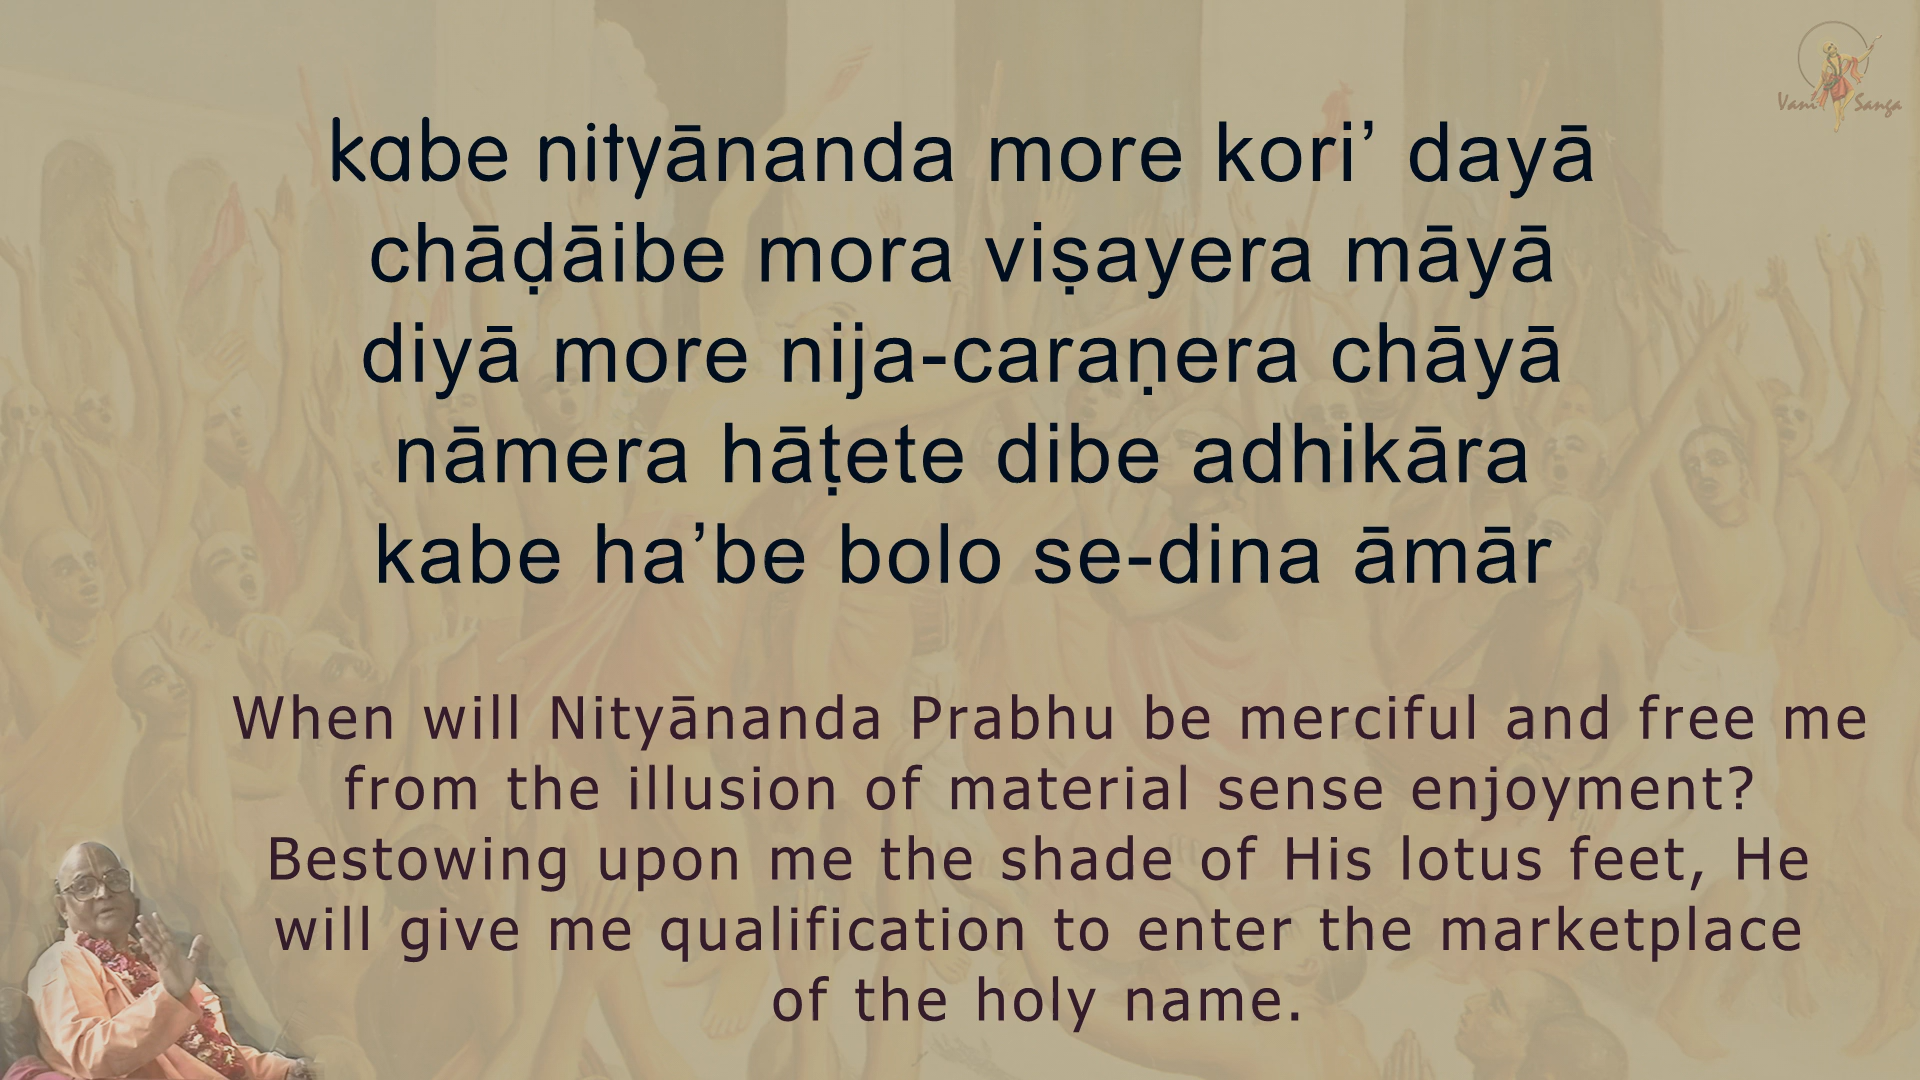 Vani Sanga
kabe nityānanda more kori’ dayā
chāḍāibe mora viṣayera māyā
diyā more nija-caraṇera chāyā
nāmera hāṭete dibe adhikāra
kabe ha’be bolo se-dina āmār
When will Nityānanda Prabhu be merciful and free me
from the illusion of material sense enjoyment?
Bestowing upon me the shade of His lotus feet, He
will give me qualification to enter the marketplace
of the holy name.